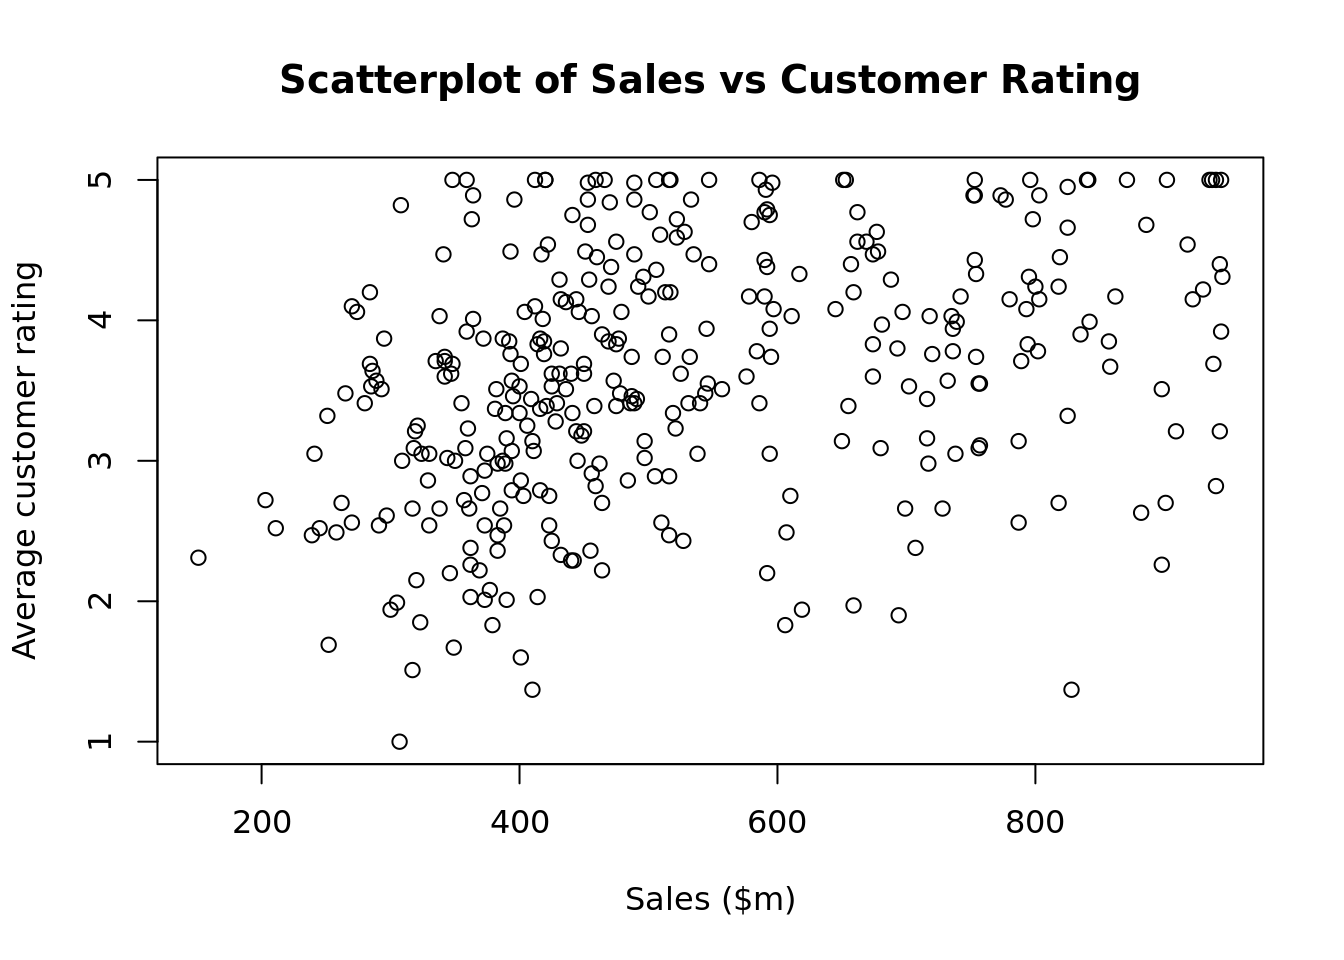 Scatterplot of Sales vs Customer Rating
5
4
3
2
1
Average customer rating
200 400 600 800
Sales ($m)